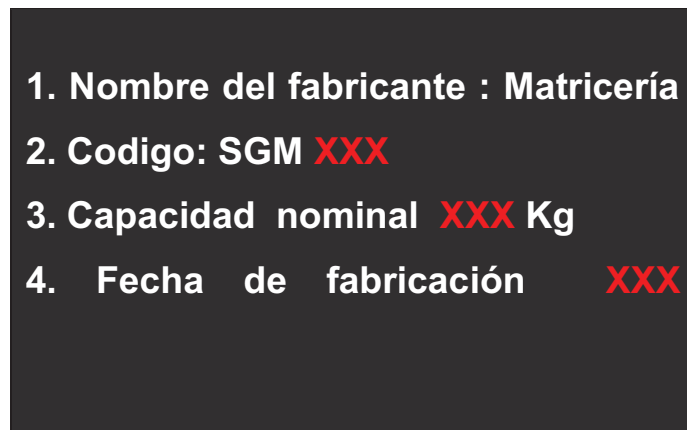 1. Nombre del fabricante : Matricería
2. Codigo: SGM XXX
3. Capacidad nominal XXX Kg
4. Fecha de fabricación XXX